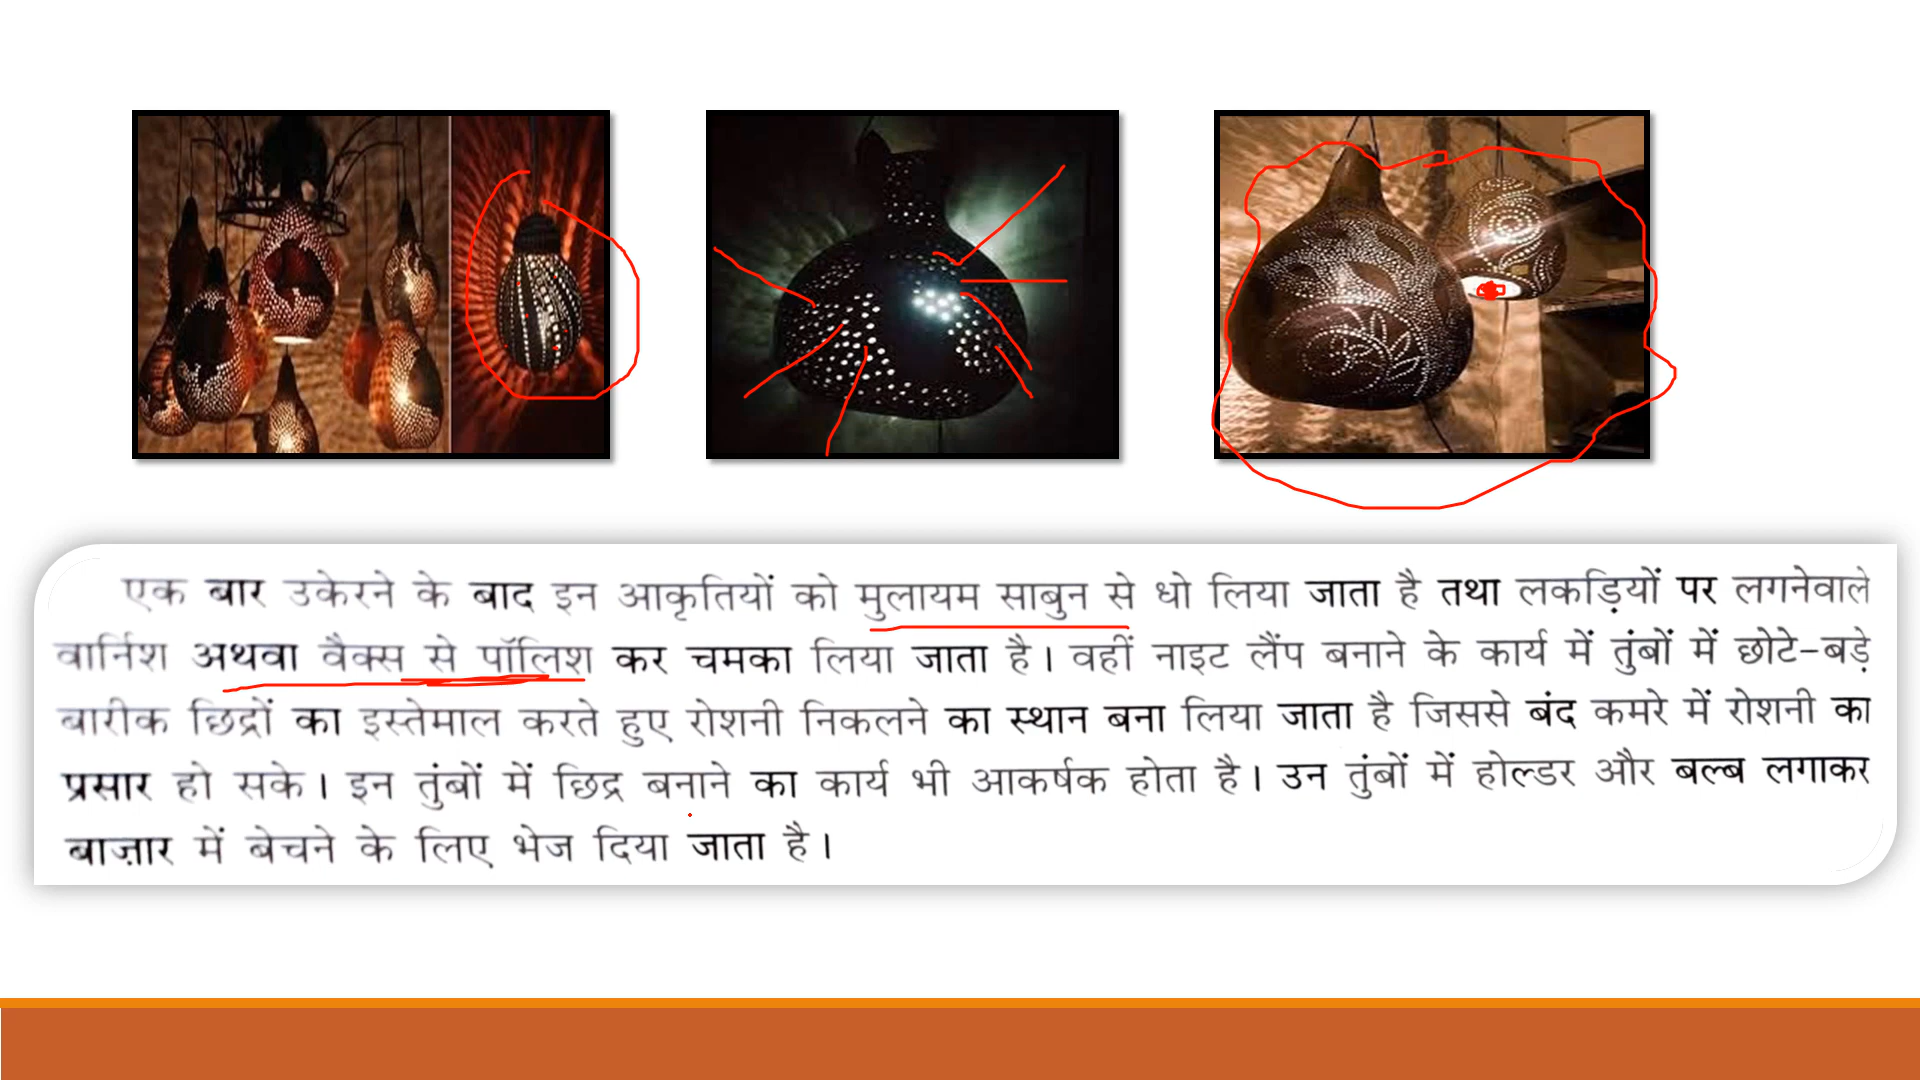 एक बार उकेरने के बाद इन आकृतियों को मुलायम साबुन से धो लिया जाता है तथा लकड़ियों पर लगनेवाले
वार्निश अथवा वैक्स से पॉलिश कर चमका लिया जाता है। वहीं नाइट लैंप बनाने के कार्य में तुंबों में छोटे-बड़े
बारीक छिद्रों का इस्तेमाल करते हुए रोशनी निकलने का स्थान बना लिया जाता है जिससे बंद कमरे में रोशनी का
प्रसार हो सके। इन तुंबों में छिद्र बनाने का कार्य भी आकर्षक होता है। उन तुंबों में होल्डर और बल्ब लगाकर
बाज़ार में बेचने के लिए भेज दिया जाता है।